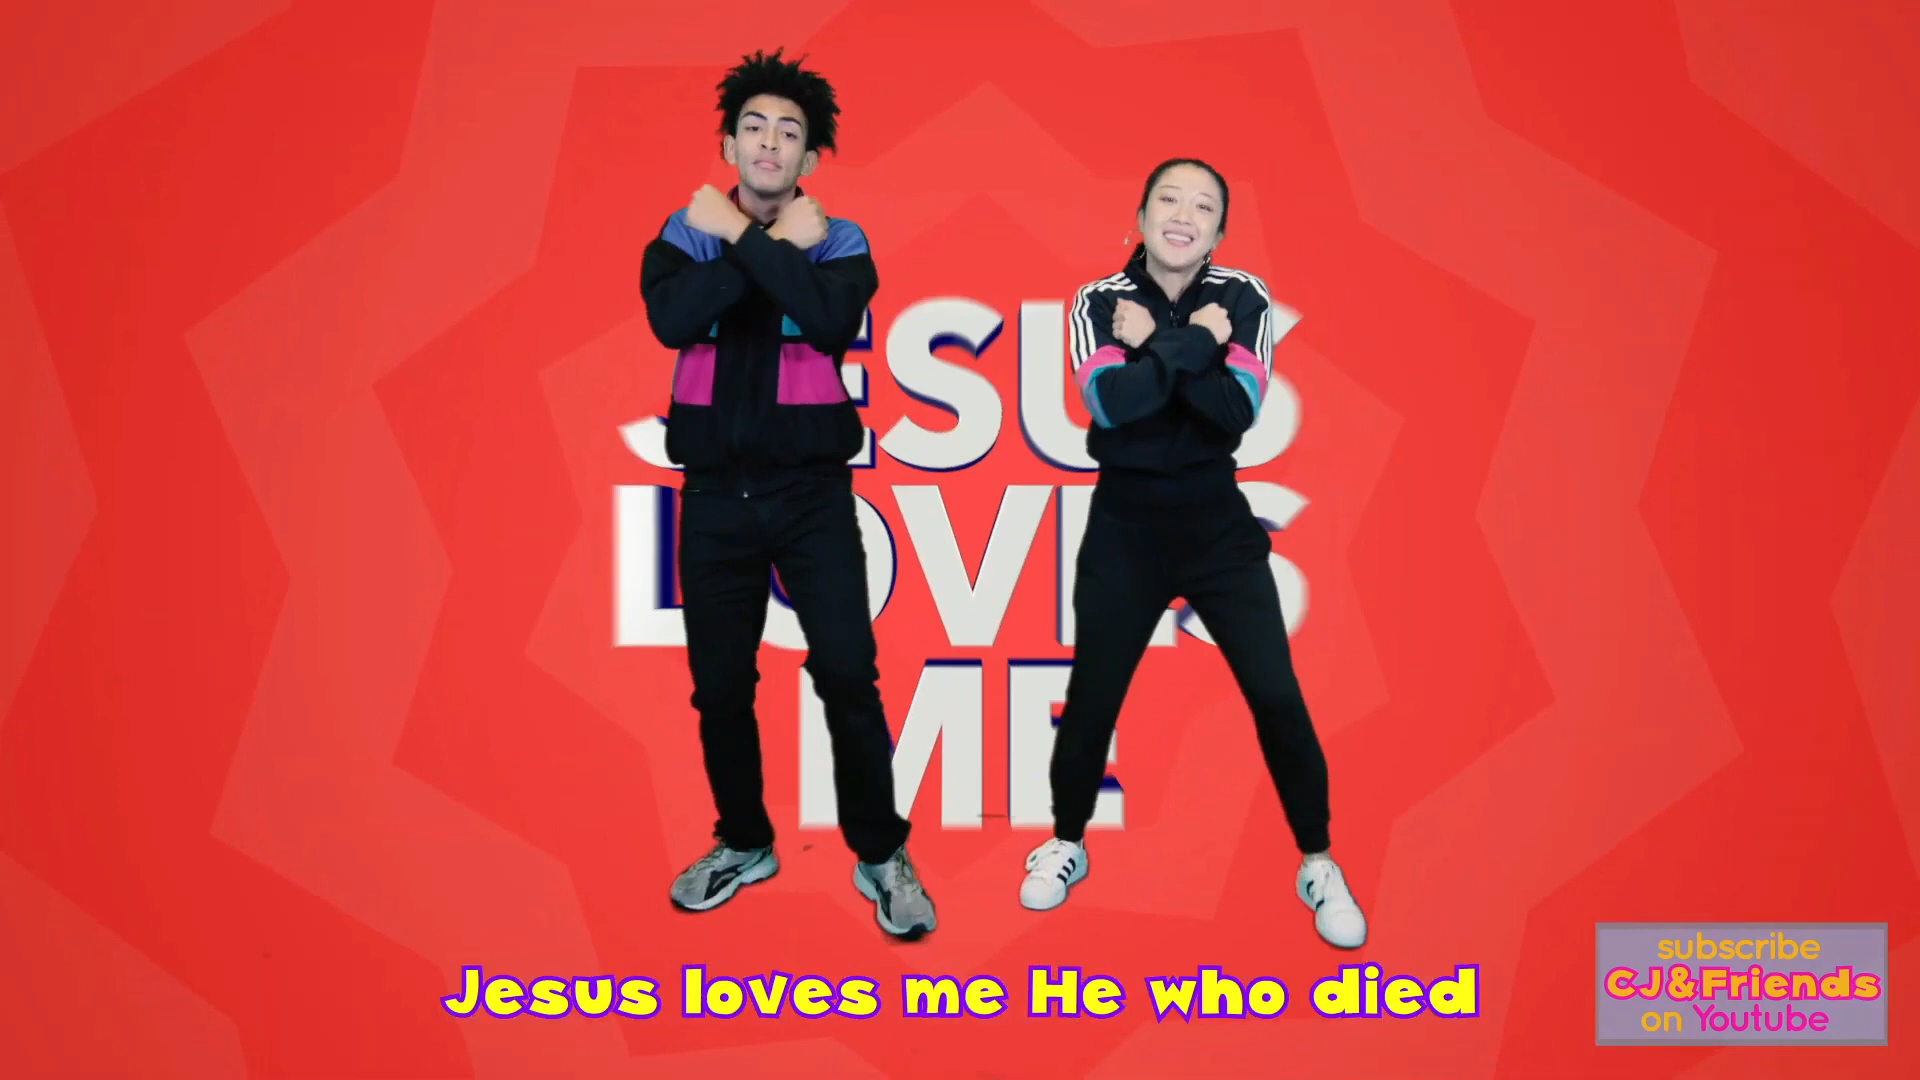 JESUS
LOVES
ME
Jesus loves me He who died
subscribe
CJ&Friends
on Youtube